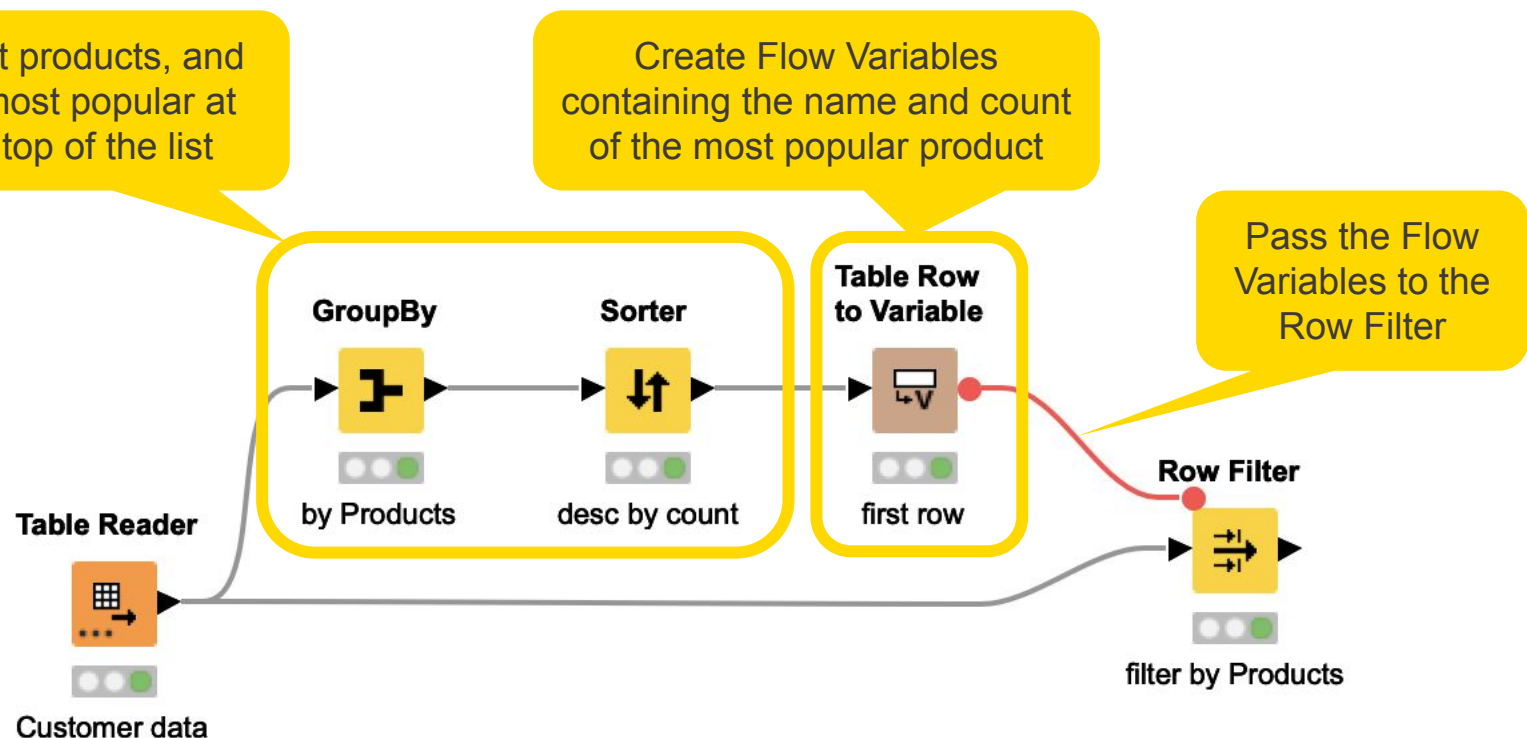 t products, and
most popular at
top of the list
Create Flow Variables
containing the name and count
of the most popular product
Pass the Flow
Variables to the
Row Filter
GroupBy
Sorter
Table Row
to Variable
by Products
desc by count
first row
Row Filter
Table Reader
filter by Products
Customer data
V